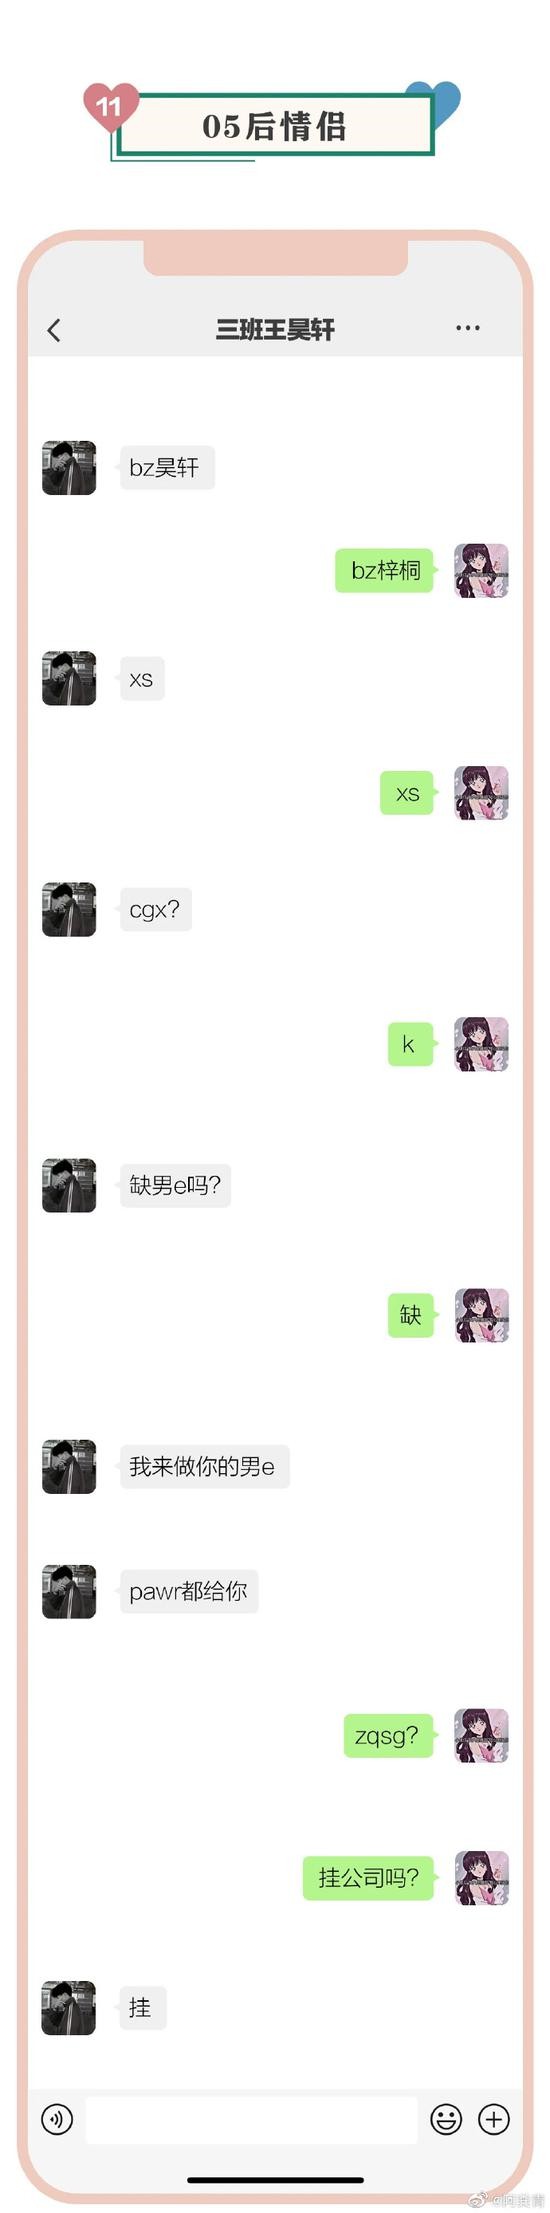 11
05后情侣
三班王昊轩
bz昊轩
bz梓桐
xs
xs
cgx?
k
缺男e吗?
缺
我来做你的男e
pawr都给你
zqsg?
挂公司吗?
挂